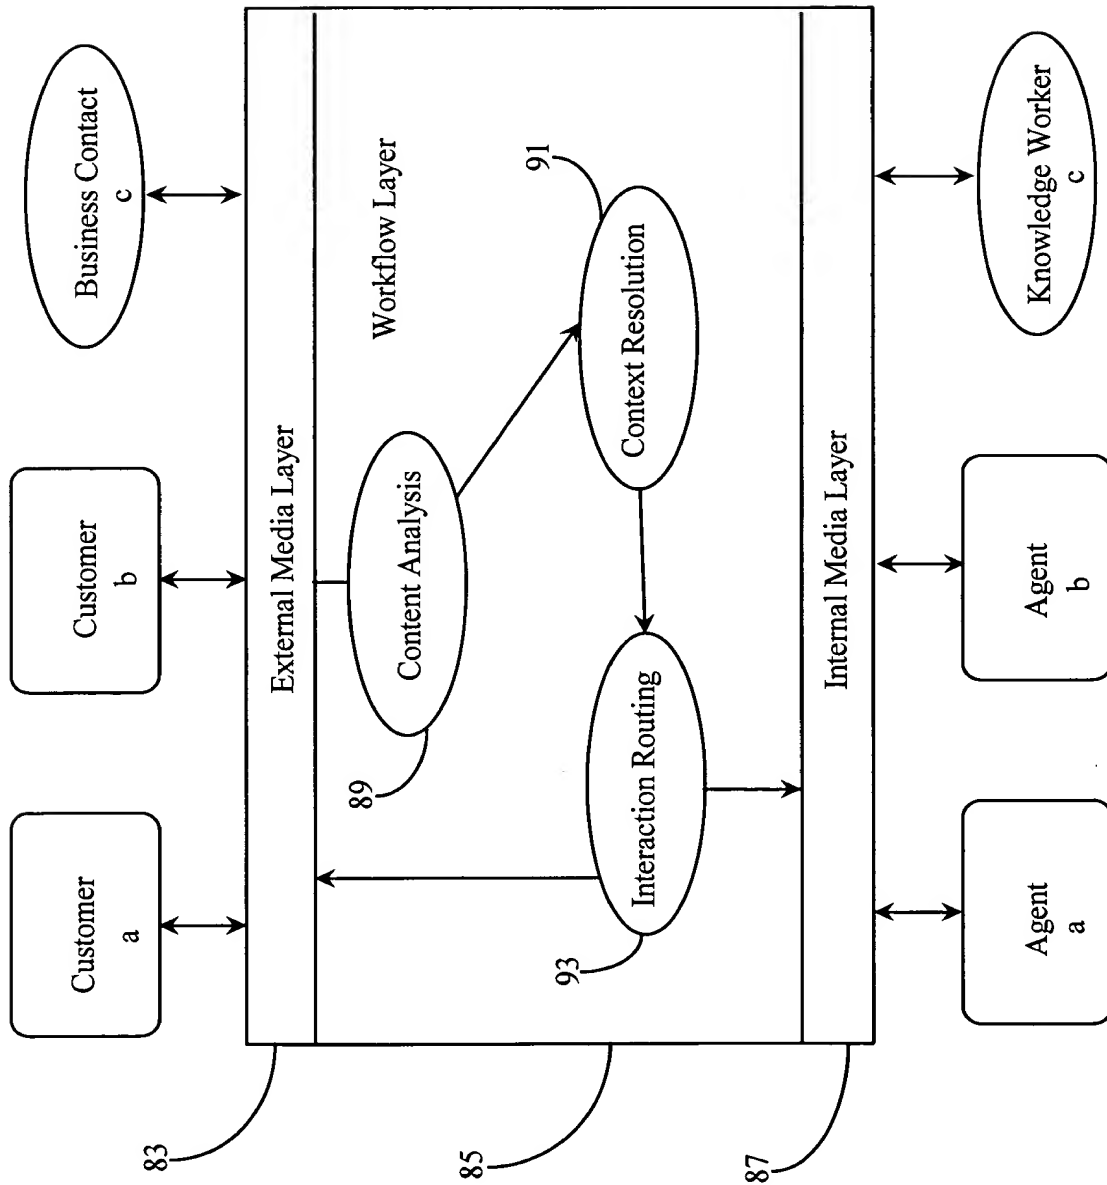 Customer
a
Customer
b
Business Contact
c
83
External Media Layer
Workflow Layer
89
Content Analysis
91
85
93
Interaction Routing
Context Resolution
87
Internal Media Layer
Agent
a
Agent
b
Knowledge Worker
c